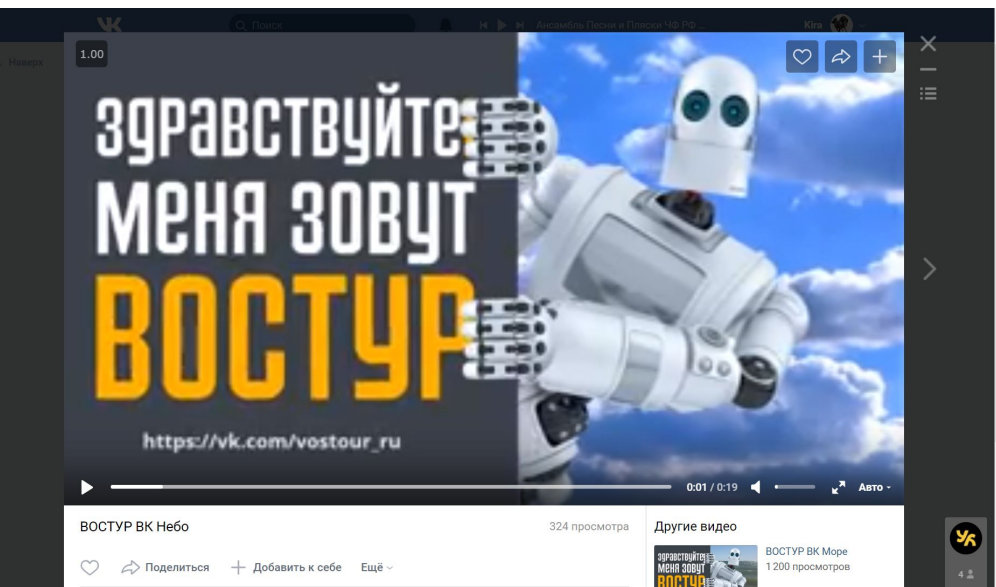 VK
Поиск
Ансамбль Песни и Пляски ЧФ РФ...
Kira
Наверх
1.00
здравствуйте
меня зовут
ВОСТУР
https://vk.com/vostour_ru
0:01 / 0:19
Авто
ВОСТУР ВК Небо
324 просмотра
Поделиться
Добавить к себе
Ещё
Другие видео
здравствуйте
меня зовут
ВОСТУР
ВОСТУР ВК Море
1 200 просмотров
4